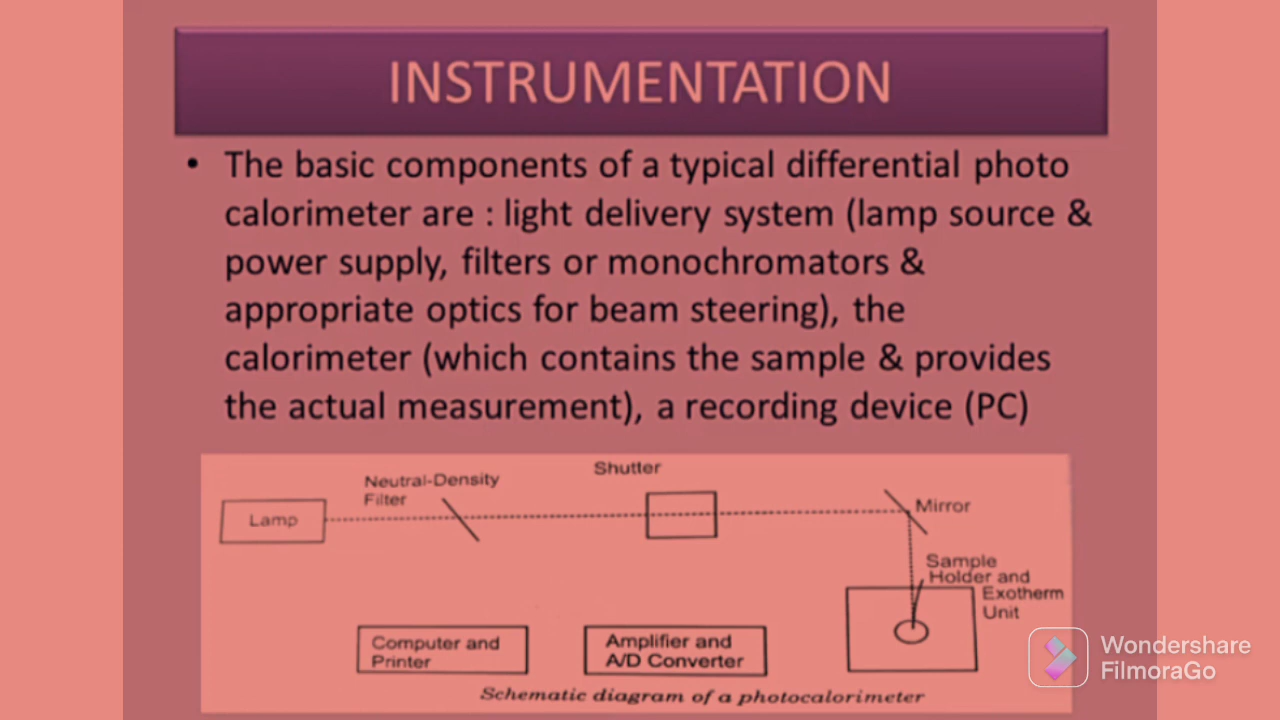 INSTRUMENTATION
• The basic components of a typical differential photo
calorimeter are : light delivery system (lamp source &
power supply, filters or monochromators &
appropriate optics for beam steering), the
calorimeter (which contains the sample & provides
the actual measurement), a recording device (PC)
Shutter
Neutral-Density
Filter
Lamp
Mirror
Sample
Holder and
Exotherm
Unit
Computer and
Printer
Amplifier and
A/D Converter
Schematic diagram of a photocalorimeter
Wondershare
FilmoraGo